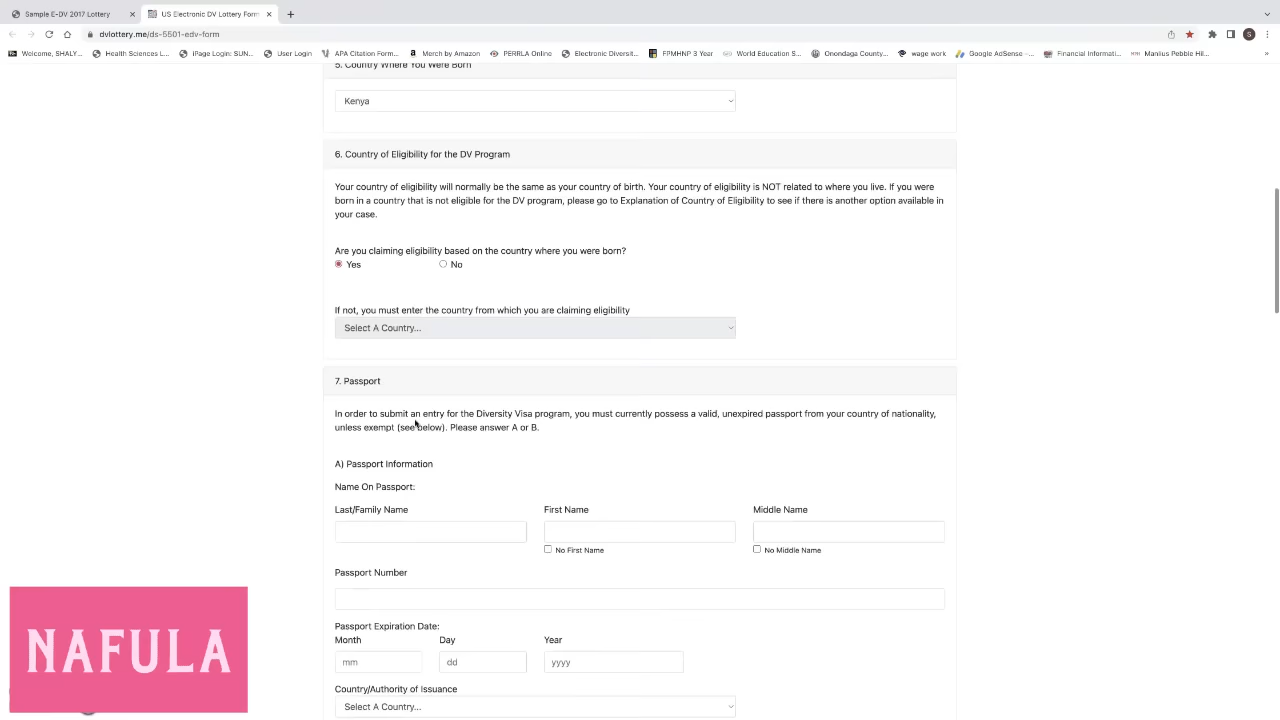 Sample E-DV 2017 Lottery
US Electronic DV Lottery Form
dvlottery.me/ds-5501-edv-form
Welcome, SHALY...
Health Sciences L...
iPage Login: SUN...
User Login
APA Citation Form...
Merch by Amazon
PERRLA Online
Electronic Diversit...
FPMHNP 3 Year
World Education S...
Onondaga County...
wage work
Google AdSense -...
Financial Informati...
Manlius Pebble Hil...
»
5. Country Where You Were Born
Kenya
6. Country of Eligibility for the DV Program
Your country of eligibility will normally be the same as your country of birth. Your country of eligibility is NOT related to where you live. If you were
born in a country that is not eligible for the DV program, please go to Explanation of Country of Eligibility to see if there is another option available in
your case.
Are you claiming eligibility based on the country where you were born?
Yes No
If not, you must enter the country from which you are claiming eligibility
Select A Country...
7. Passport
In order to submit an entry for the Diversity Visa program, you must currently possess a valid, unexpired passport from your country of nationality,
unless exempt (see below). Please answer A or B.
A) Passport Information
Name On Passport:
Last/Family Name First Name Middle Name
No First Name No Middle Name
Passport Number
Passport Expiration Date:
Month Day Year
mm dd yyyy
Country/Authority of Issuance
Select A Country...
NAFULA